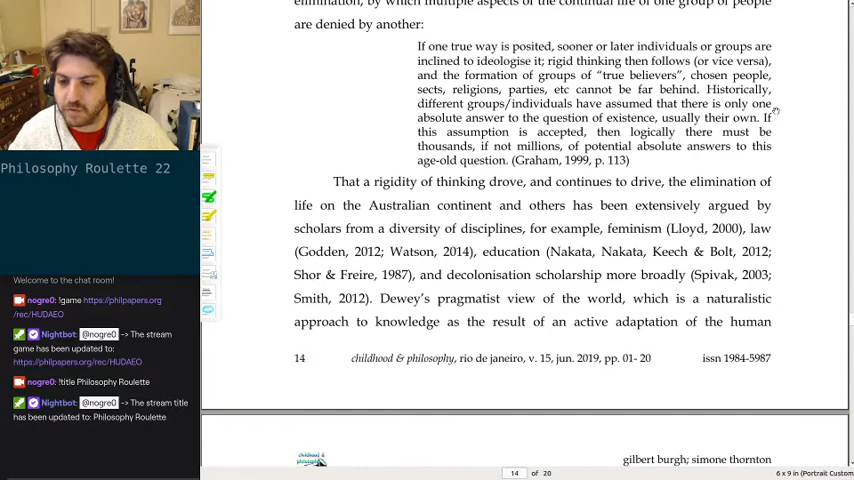 elimination, by which multiple aspects of the continual life of one group of people
are denied by another:
If one true way is posited, sooner or later individuals or groups are
inclined to ideologise it; rigid thinking then follows (or vice versa),
and the formation of groups of “true believers”, chosen people,
sects, religions, parties, etc cannot be far behind. Historically,
different groups/individuals have assumed that there is only one
absolute answer to the question of existence, usually their own. If
this assumption is accepted, then logically there must be
thousands, if not millions, of potential absolute answers to this
age-old question. (Graham, 1999, p. 113)
That a rigidity of thinking drove, and continues to drive, the elimination of
life on the Australian continent and others has been extensively argued by
scholars from a diversity of disciplines, for example, feminism (Lloyd, 2000), law
(Godden, 2012; Watson, 2014), education (Nakata, Nakata, Keech & Bolt, 2012;
Shor & Freire, 1987), and decolonisation scholarship more broadly (Spivak, 2003;
Smith, 2012). Dewey’s pragmatist view of the world, which is a naturalistic
approach to knowledge as the result of an active adaptation of the human
14 childhood & philosophy, rio de janeiro, v. 15, jun. 2019, pp. 01- 20 issn 1984-5987
childhood &
philosophy
gilbert burgh; simone thornton
14 of 20
6 x 9 in (Portrait Custom
Philosophy Roulette 22
Welcome to the chat room!
nogre0: !game https://philpapers.org
/rec/HUDAEO
Nightbot: @nogre0 -> The stream
game has been updated to:
https://philpapers.org/rec/HUDAEO
nogre0: !title Philosophy Roulette
Nightbot: @nogre0 -> The stream title
has been updated to: Philosophy Roulette